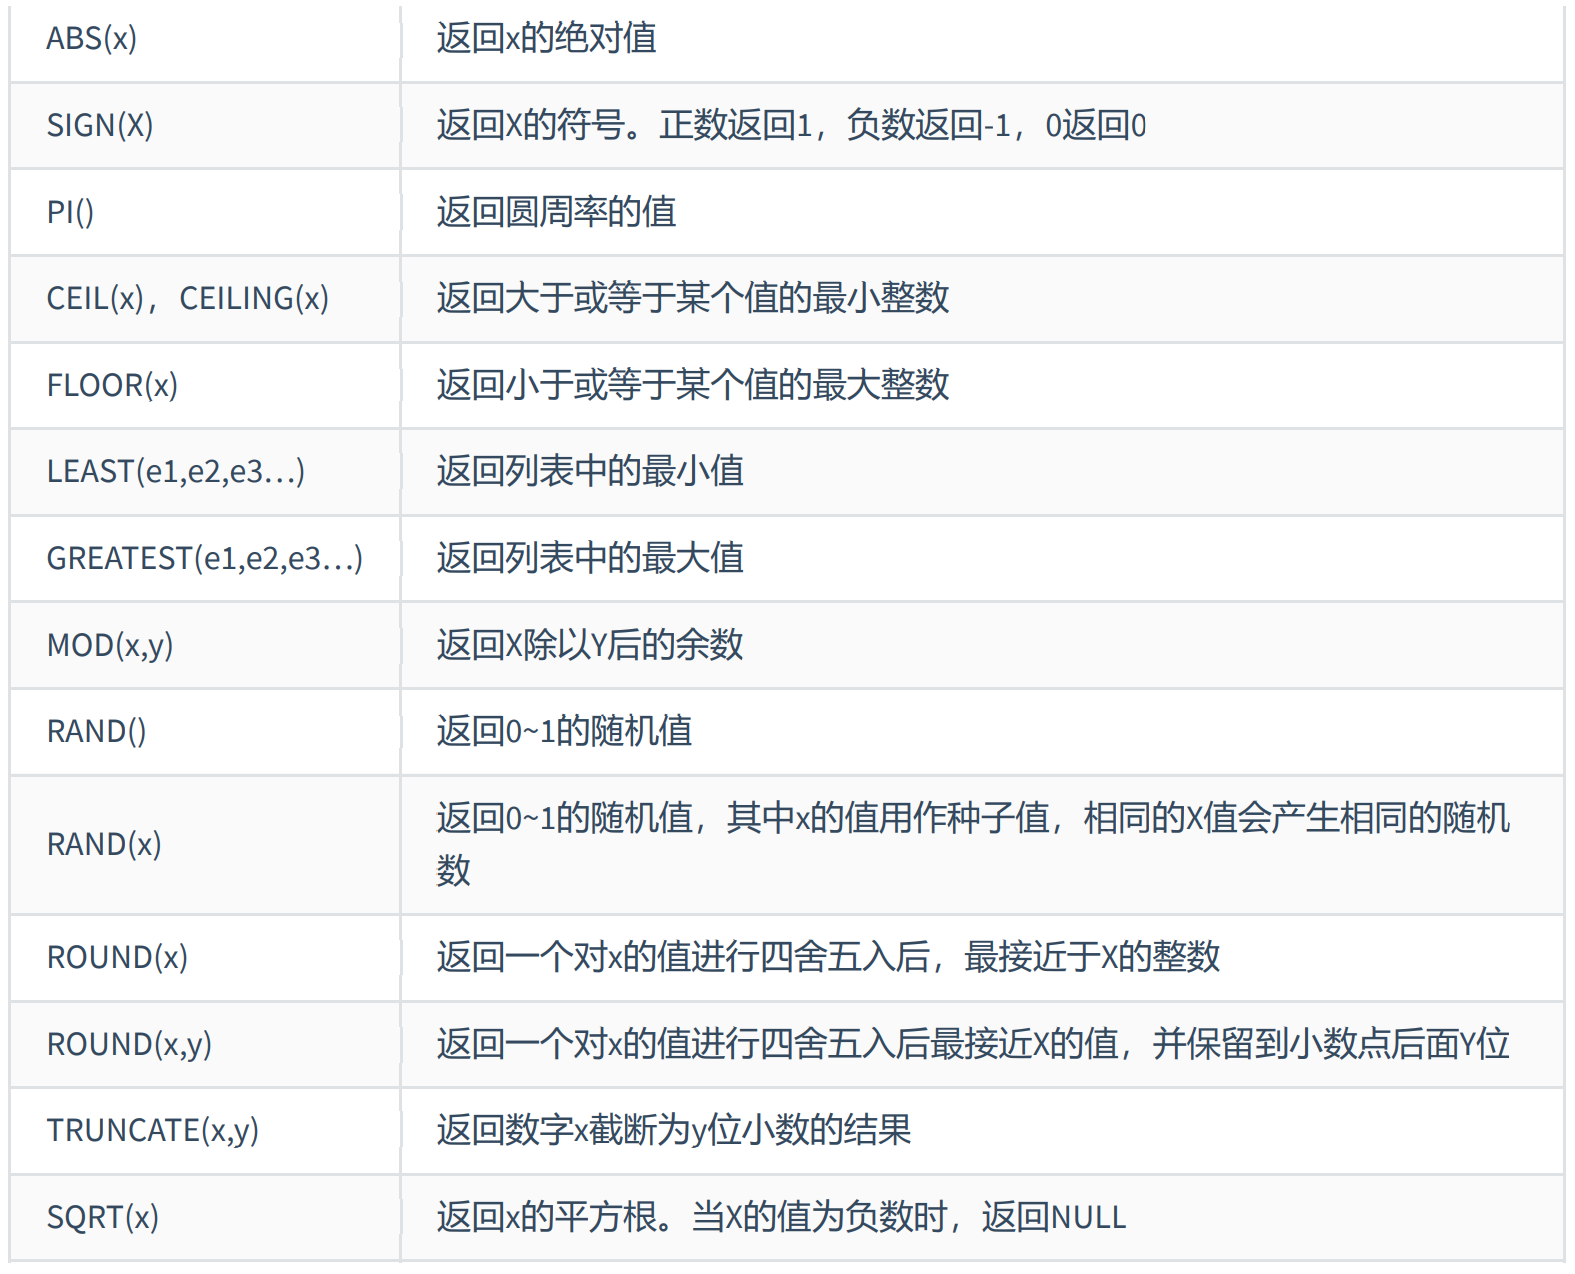 ABS(x) 返回x的绝对值
SIGN(X) 返回X的符号。正数返回1，负数返回-1，0返回0
PI() 返回圆周率的值
CEIL(x)，CEILING(x) 返回大于或等于某个值的最小整数
FLOOR(x) 返回小于或等于某个值的最大整数
LEAST(e1,e2,e3…) 返回列表中的最小值
GREATEST(e1,e2,e3…) 返回列表中的最大值
MOD(x,y) 返回X除以Y后的余数
RAND() 返回0~1的随机值
RAND(x) 返回0~1的随机值，其中x的值用作种子值，相同的X值会产生相同的随机
数
ROUND(x) 返回一个对x的值进行四舍五入后，最接近于X的整数
ROUND(x,y) 返回一个对x的值进行四舍五入后最接近X的值，并保留到小数点后面Y位
TRUNCATE(x,y) 返回数字x截断为y位小数的结果
SQRT(x) 返回x的平方根。当X的值为负数时，返回NULL